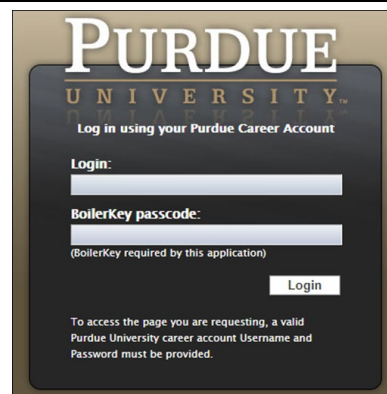 PURDUE
UNIVERSITY™
Log in using your Purdue Career Account
Login:
BoilerKey passcode:
(BoilerKey required by this application)
Login
To access the page you are requesting, a valid
Purdue University career account Username and
Password must be provided.